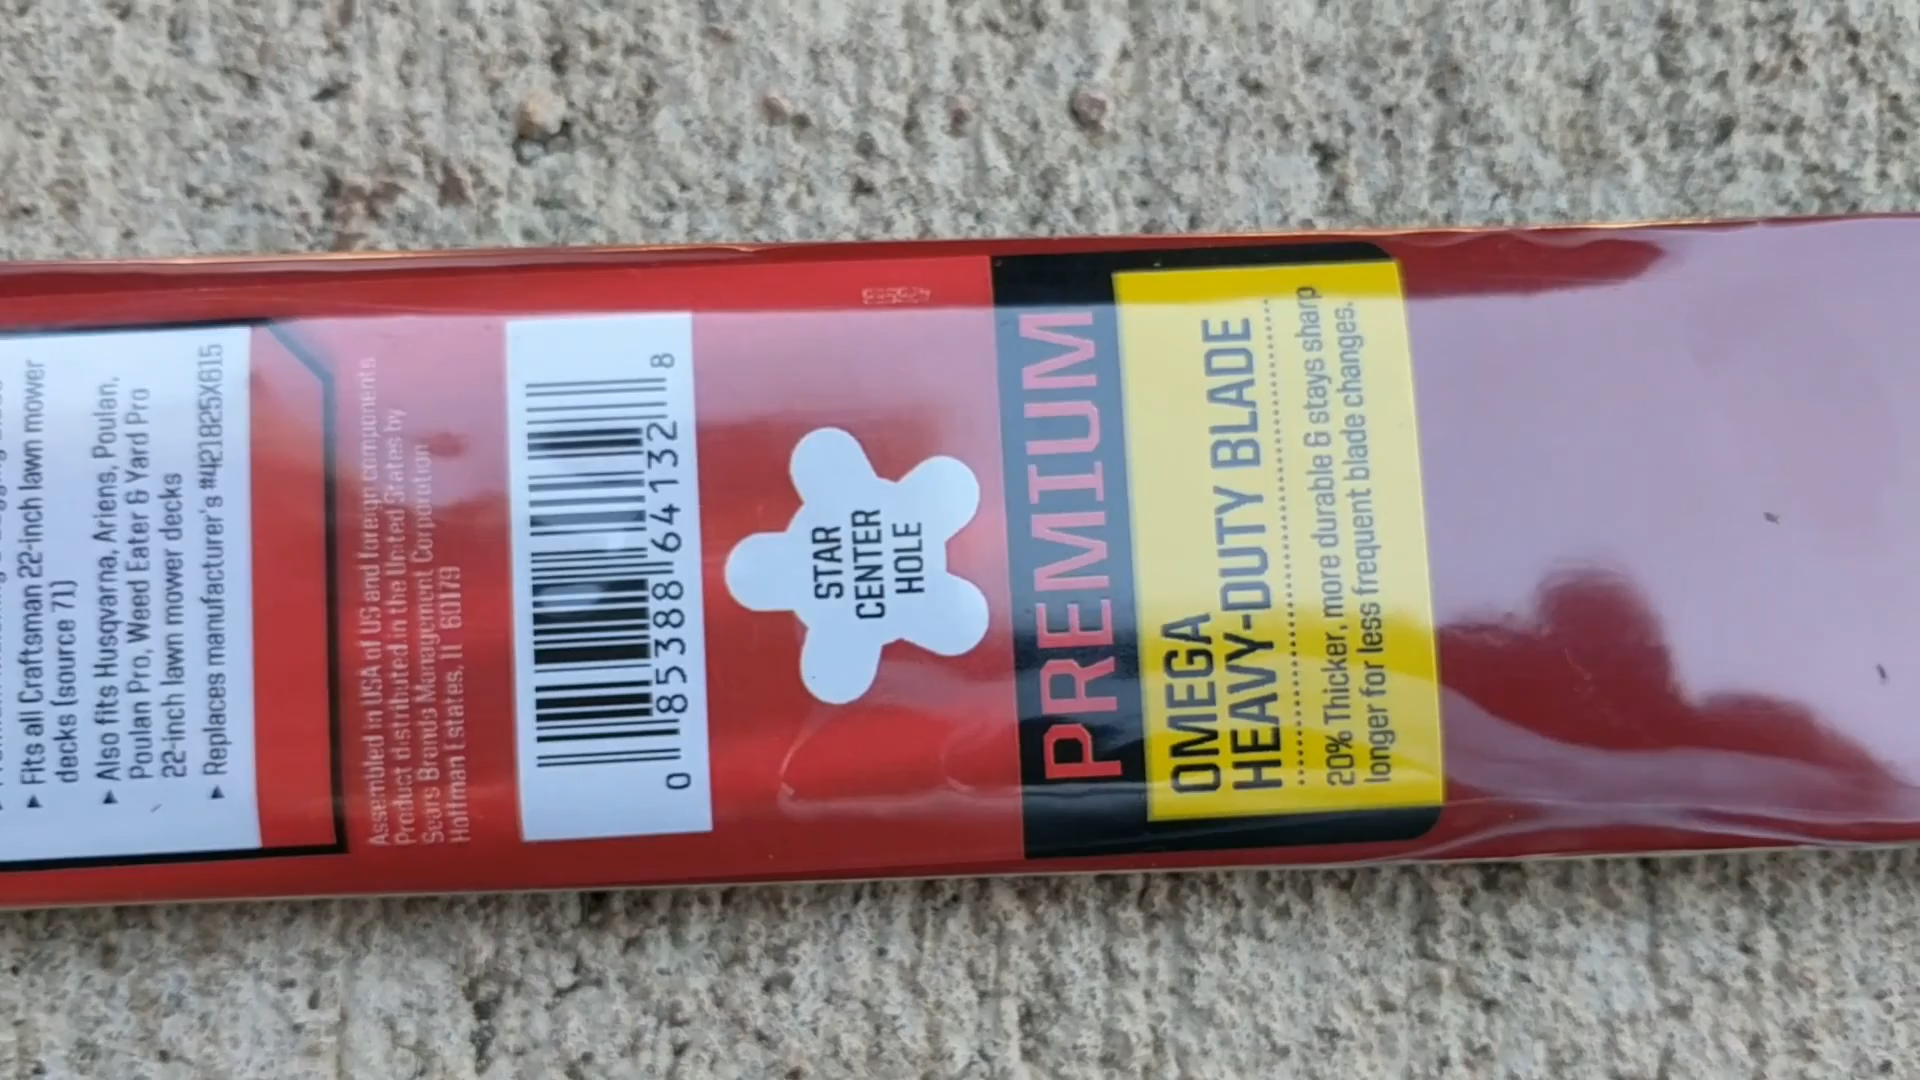 ▸ Fits all Craftsman 22-inch lawn mower
decks (source 71)
▸ Also fits Husqvarna, Ariens, Poulan,
Poulan Pro, Weed Eater & Yard Pro
22-inch lawn mower decks
▸ Replaces manufacturer's #421825X615
Assembled in USA of US and foreign components
Product distributed in the United States by
Sears Brands Management Corporation
Hoffman Estates, Il 60179
0 85388 64132 8
STAR
CENTER
HOLE
PREMIUM
OMEGA
HEAVY-DUTY BLADE
20% Thicker, more durable & stays sharp
longer for less frequent blade changes.